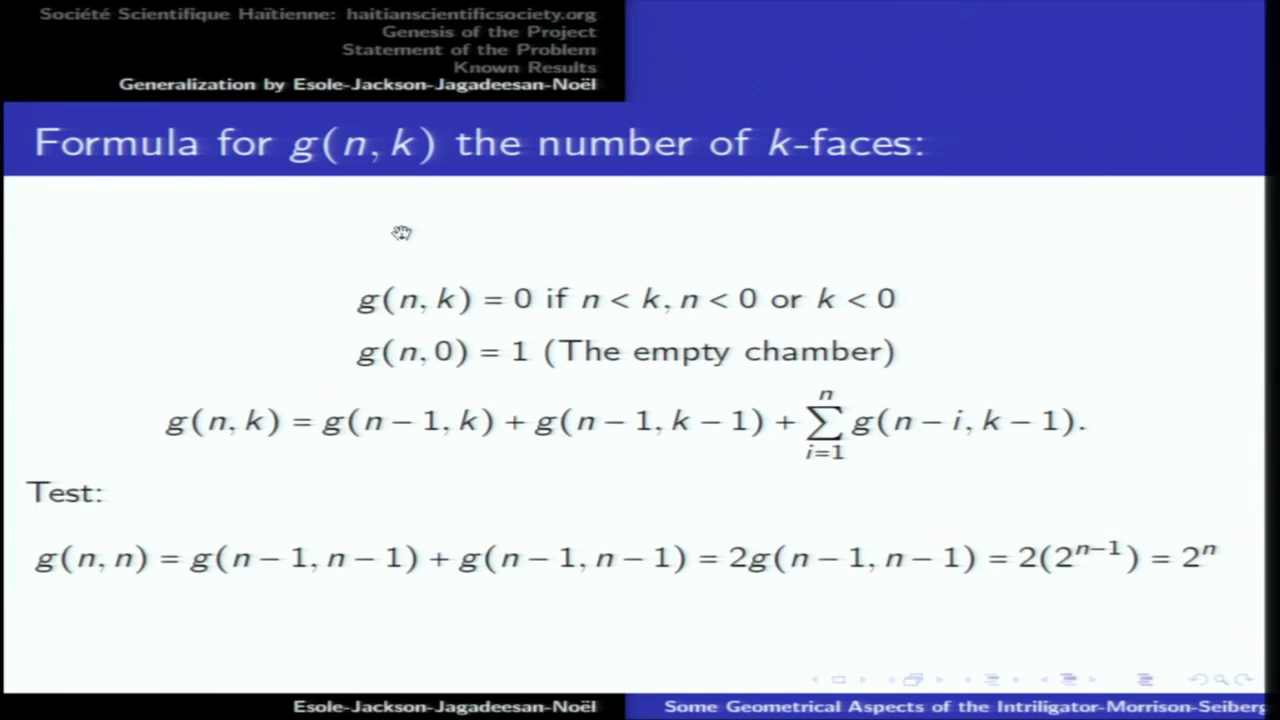 Société Scientifique Haïtienne: haitianscientificsociety.org
Genesis of the Project
Statement of the Problem
Known Results
Generalization by Esole-Jackson-Jagadeesan-Noël
Formula for g(n, k) the number of k-faces:
g(n, k) = 0 if n < k, n < 0 or k < 0
g(n, 0) = 1 (The empty chamber)
g(n, k) = g(n − 1, k) + g(n − 1, k − 1) + ∑_{i=1}^{n} g(n − i, k − 1).
Test:
g(n, n) = g(n − 1, n − 1) + g(n − 1, n − 1) = 2g(n − 1, n − 1) = 2(2^{n−1}) = 2^n
Esole-Jackson-Jagadeesan-Noël
Some Geometrical Aspects of the Intriligator-Morrison-Seiberg